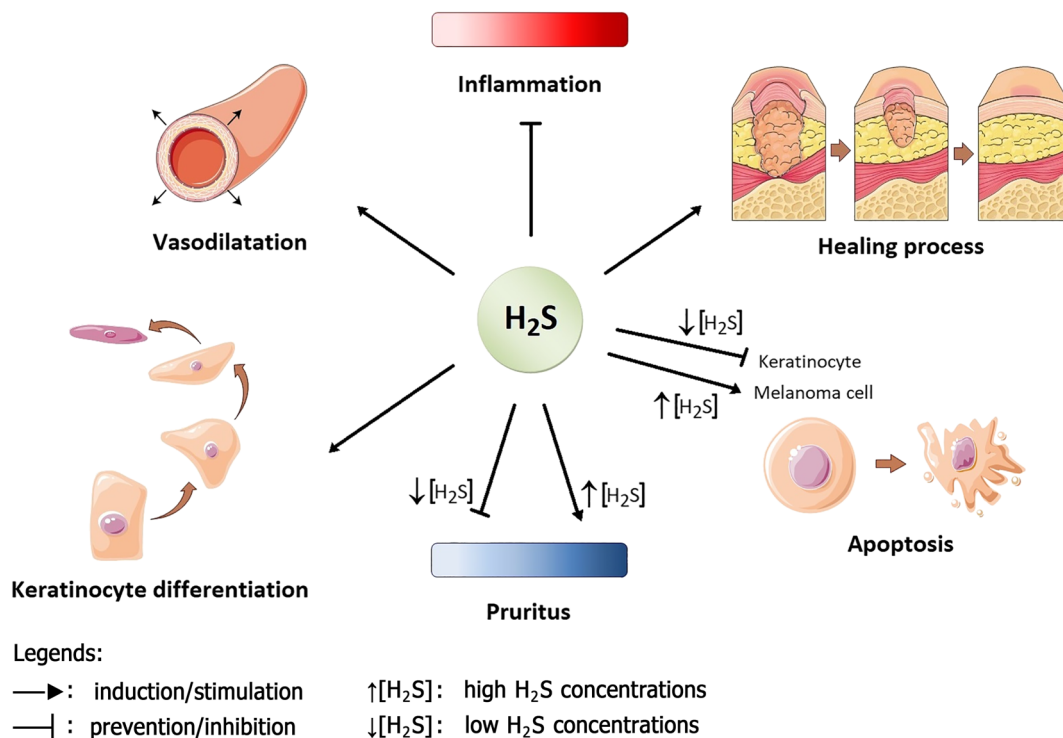 Inflammation
Vasodilatation
Healing process
H₂S
↓[H₂S]
Keratinocyte
Melanoma cell
↑[H₂S]
↓[H₂S]
↑[H₂S]
Apoptosis
Keratinocyte differentiation
Pruritus
Legends:
: induction/stimulation ↑[H₂S]: high H₂S concentrations
: prevention/inhibition ↓[H₂S]: low H₂S concentrations